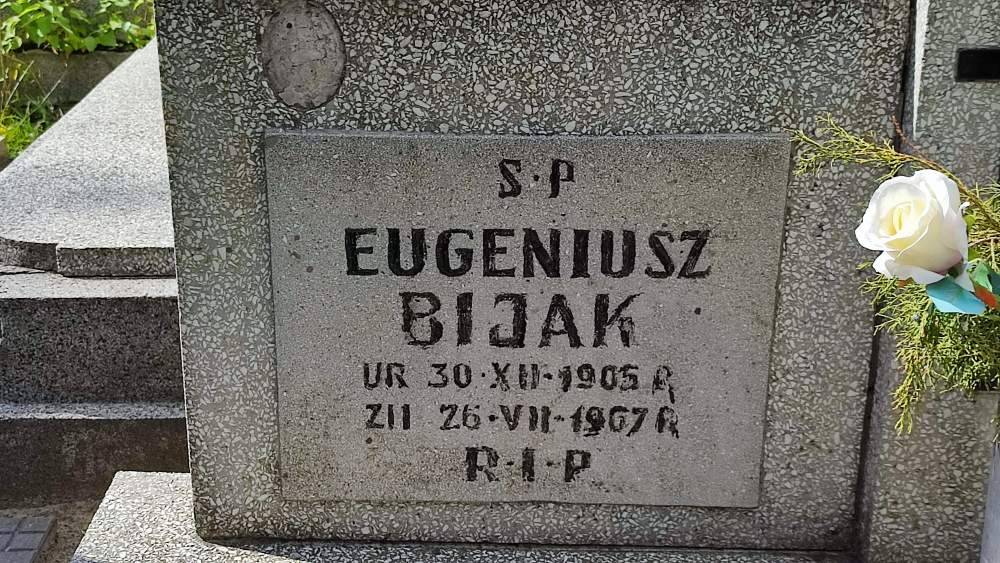 S·P
EUGENIUSZ
BIJAK
UR 30·XII·1905 R
ZM 26·VII·1967 R
R·I·P